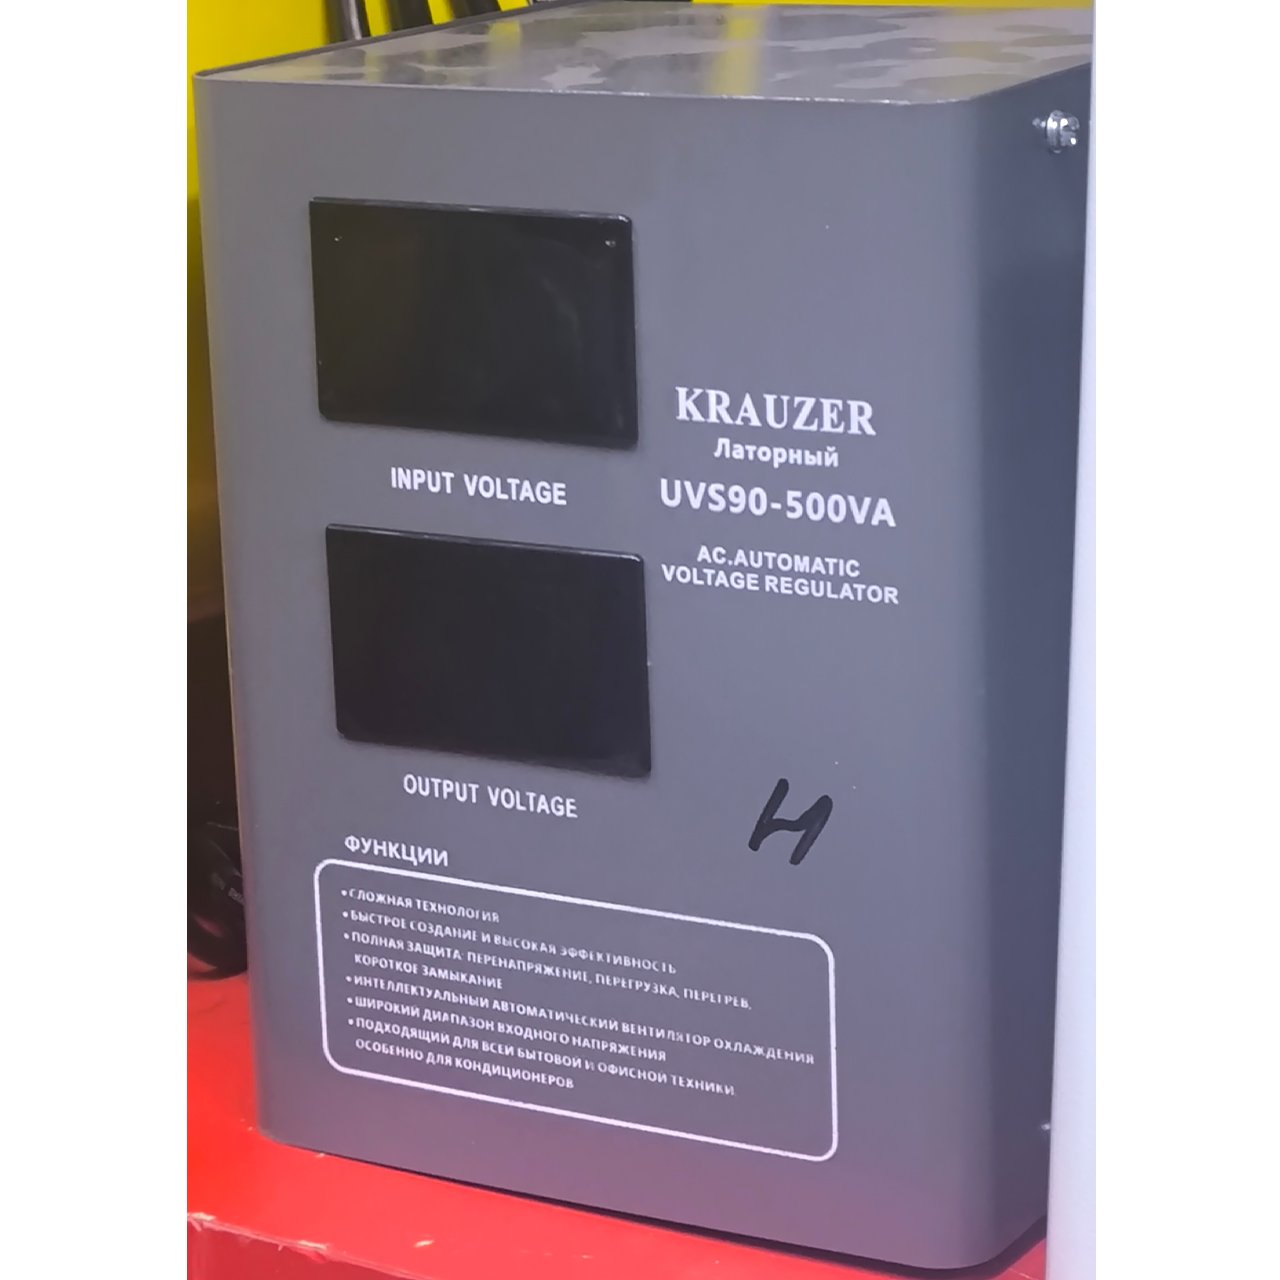 KRAUZER
Латорный
UVS90-500VA
AC.AUTOMATIC
VOLTAGE REGULATOR
INPUT VOLTAGE
OUTPUT VOLTAGE
И
ФУНКЦИИ
•СЛОЖНАЯ ТЕХНОЛОГИЯ
•БЫСТРОЕ СОЗДАНИЕ И ВЫСОКАЯ ЭФФЕКТИВНОСТЬ
•ПОЛНАЯ ЗАЩИТА: ПЕРЕНАПРЯЖЕНИЕ, ПЕРЕГРУЗКА, ПЕРЕГРЕВ,
КОРОТКОЕ ЗАМЫКАНИЕ
•ИНТЕЛЛЕКТУАЛЬНЫЙ АВТОМАТИЧЕСКИЙ ВЕНТИЛЯТОР ОХЛАЖДЕНИЯ
•ШИРОКИЙ ДИАПАЗОН ВХОДНОГО НАПРЯЖЕНИЯ
•ПОДХОДЯЩИЙ ДЛЯ ВСЕЙ БЫТОВОЙ И ОФИСНОЙ ТЕХНИКИ
ОСОБЕННО ДЛЯ КОНДИЦИОНЕРОВ